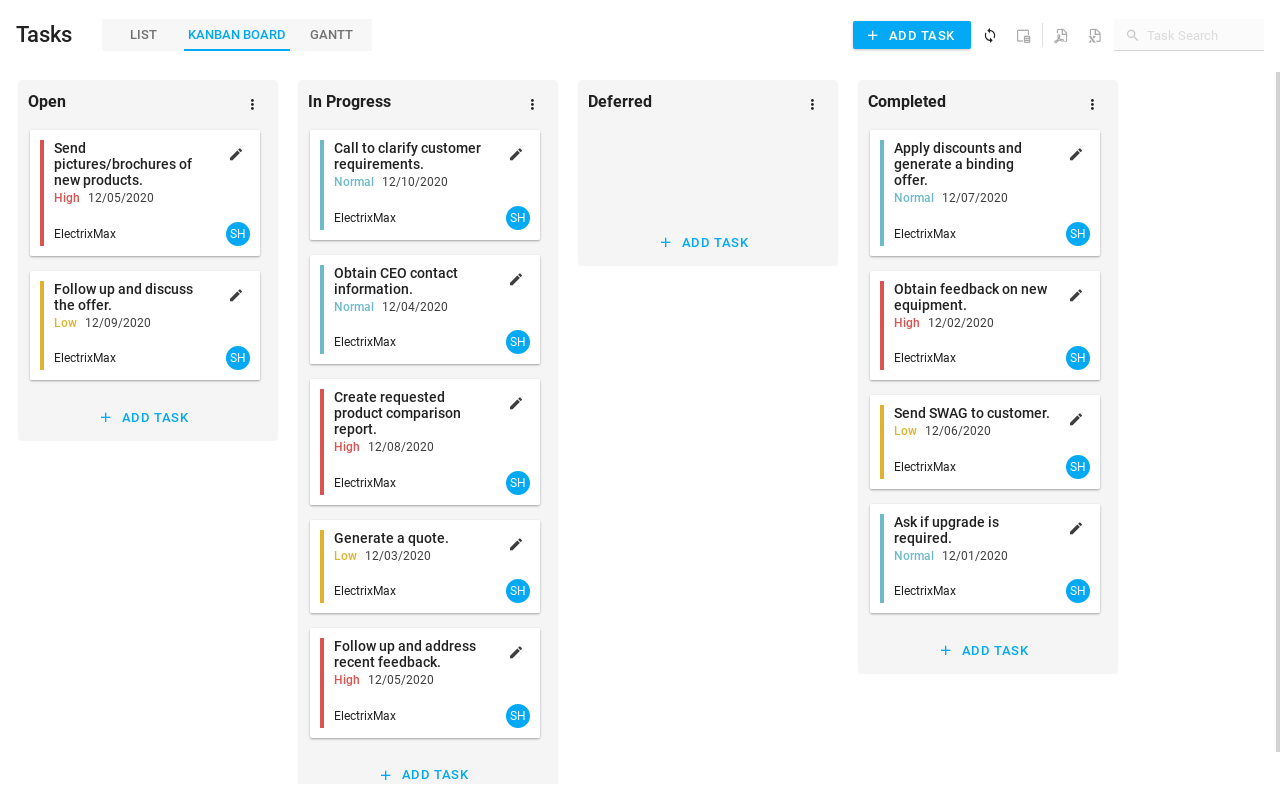 Tasks
LIST
KANBAN BOARD
GANTT
ADD TASK
Task Search
Open
Send
pictures/brochures of
new products.
High 12/05/2020
ElectrixMax
SH
Follow up and discuss
the offer.
Low 12/09/2020
ElectrixMax
SH
ADD TASK
In Progress
Call to clarify customer
requirements.
Normal 12/10/2020
ElectrixMax
SH
Obtain CEO contact
information.
Normal 12/04/2020
ElectrixMax
SH
Create requested
product comparison
report.
High 12/08/2020
ElectrixMax
SH
Generate a quote.
Low 12/03/2020
ElectrixMax
SH
Follow up and address
recent feedback.
High 12/05/2020
ElectrixMax
SH
ADD TASK
Deferred
ADD TASK
Completed
Apply discounts and
generate a binding
offer.
Normal 12/07/2020
ElectrixMax
SH
Obtain feedback on new
equipment.
High 12/02/2020
ElectrixMax
SH
Send SWAG to customer.
Low 12/06/2020
ElectrixMax
SH
Ask if upgrade is
required.
Normal 12/01/2020
ElectrixMax
SH
ADD TASK